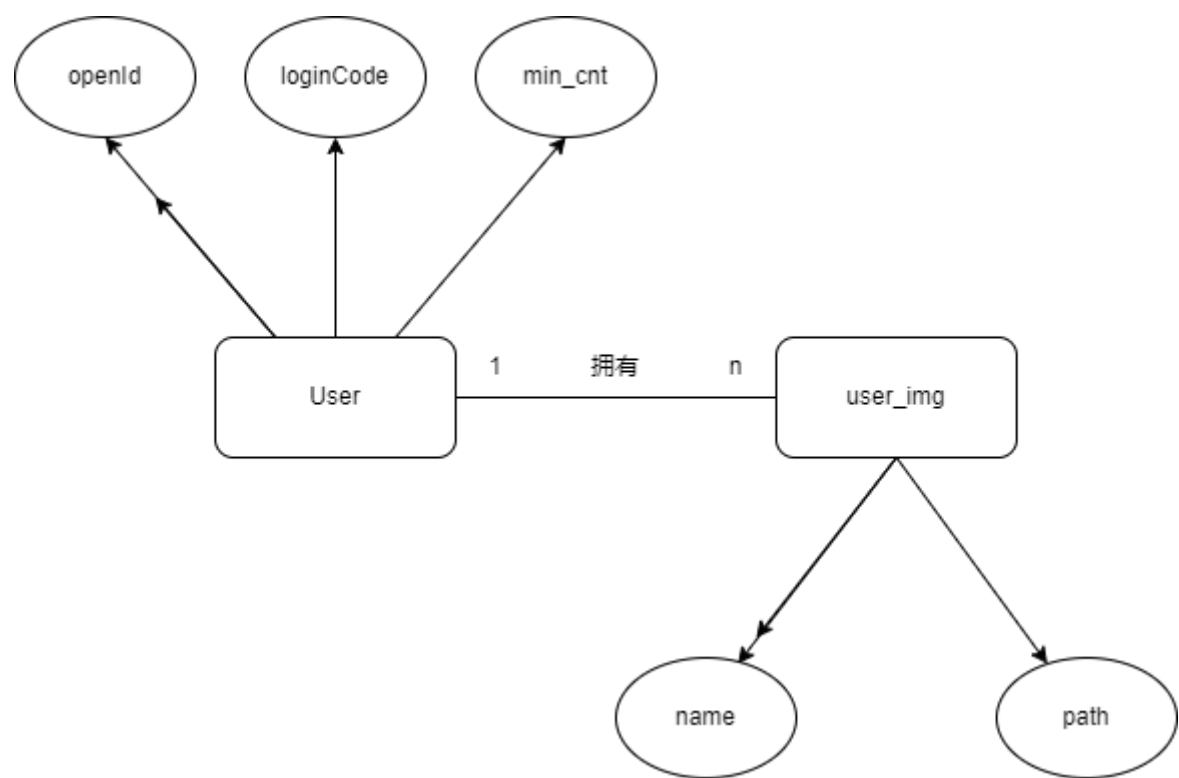 openId
loginCode
min_cnt
User
1
拥有
n
user_img
name
path